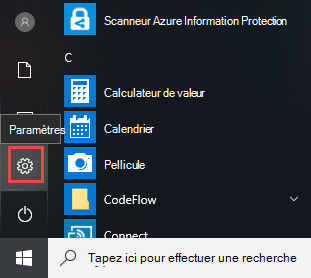 Scanneur Azure Information Protection
C
Calculateur de valeur
Paramètres
Calendrier
Pellicule
CodeFlow
Connect
Tapez ici pour effectuer une recherche